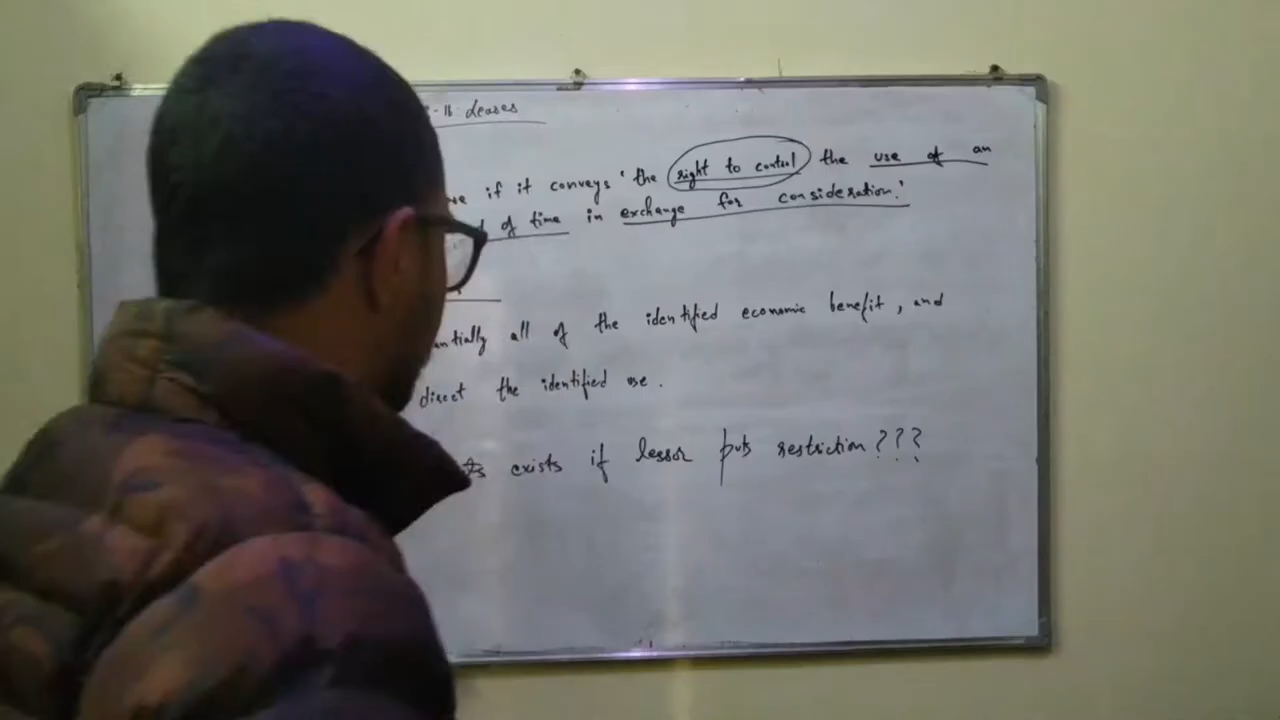 -16: Leases
if it conveys 'the right to control the use of an
of time in exchange for consideration.'
all of the identified economic benefit, and
direct the identified use.
exists if lessor puts restriction???